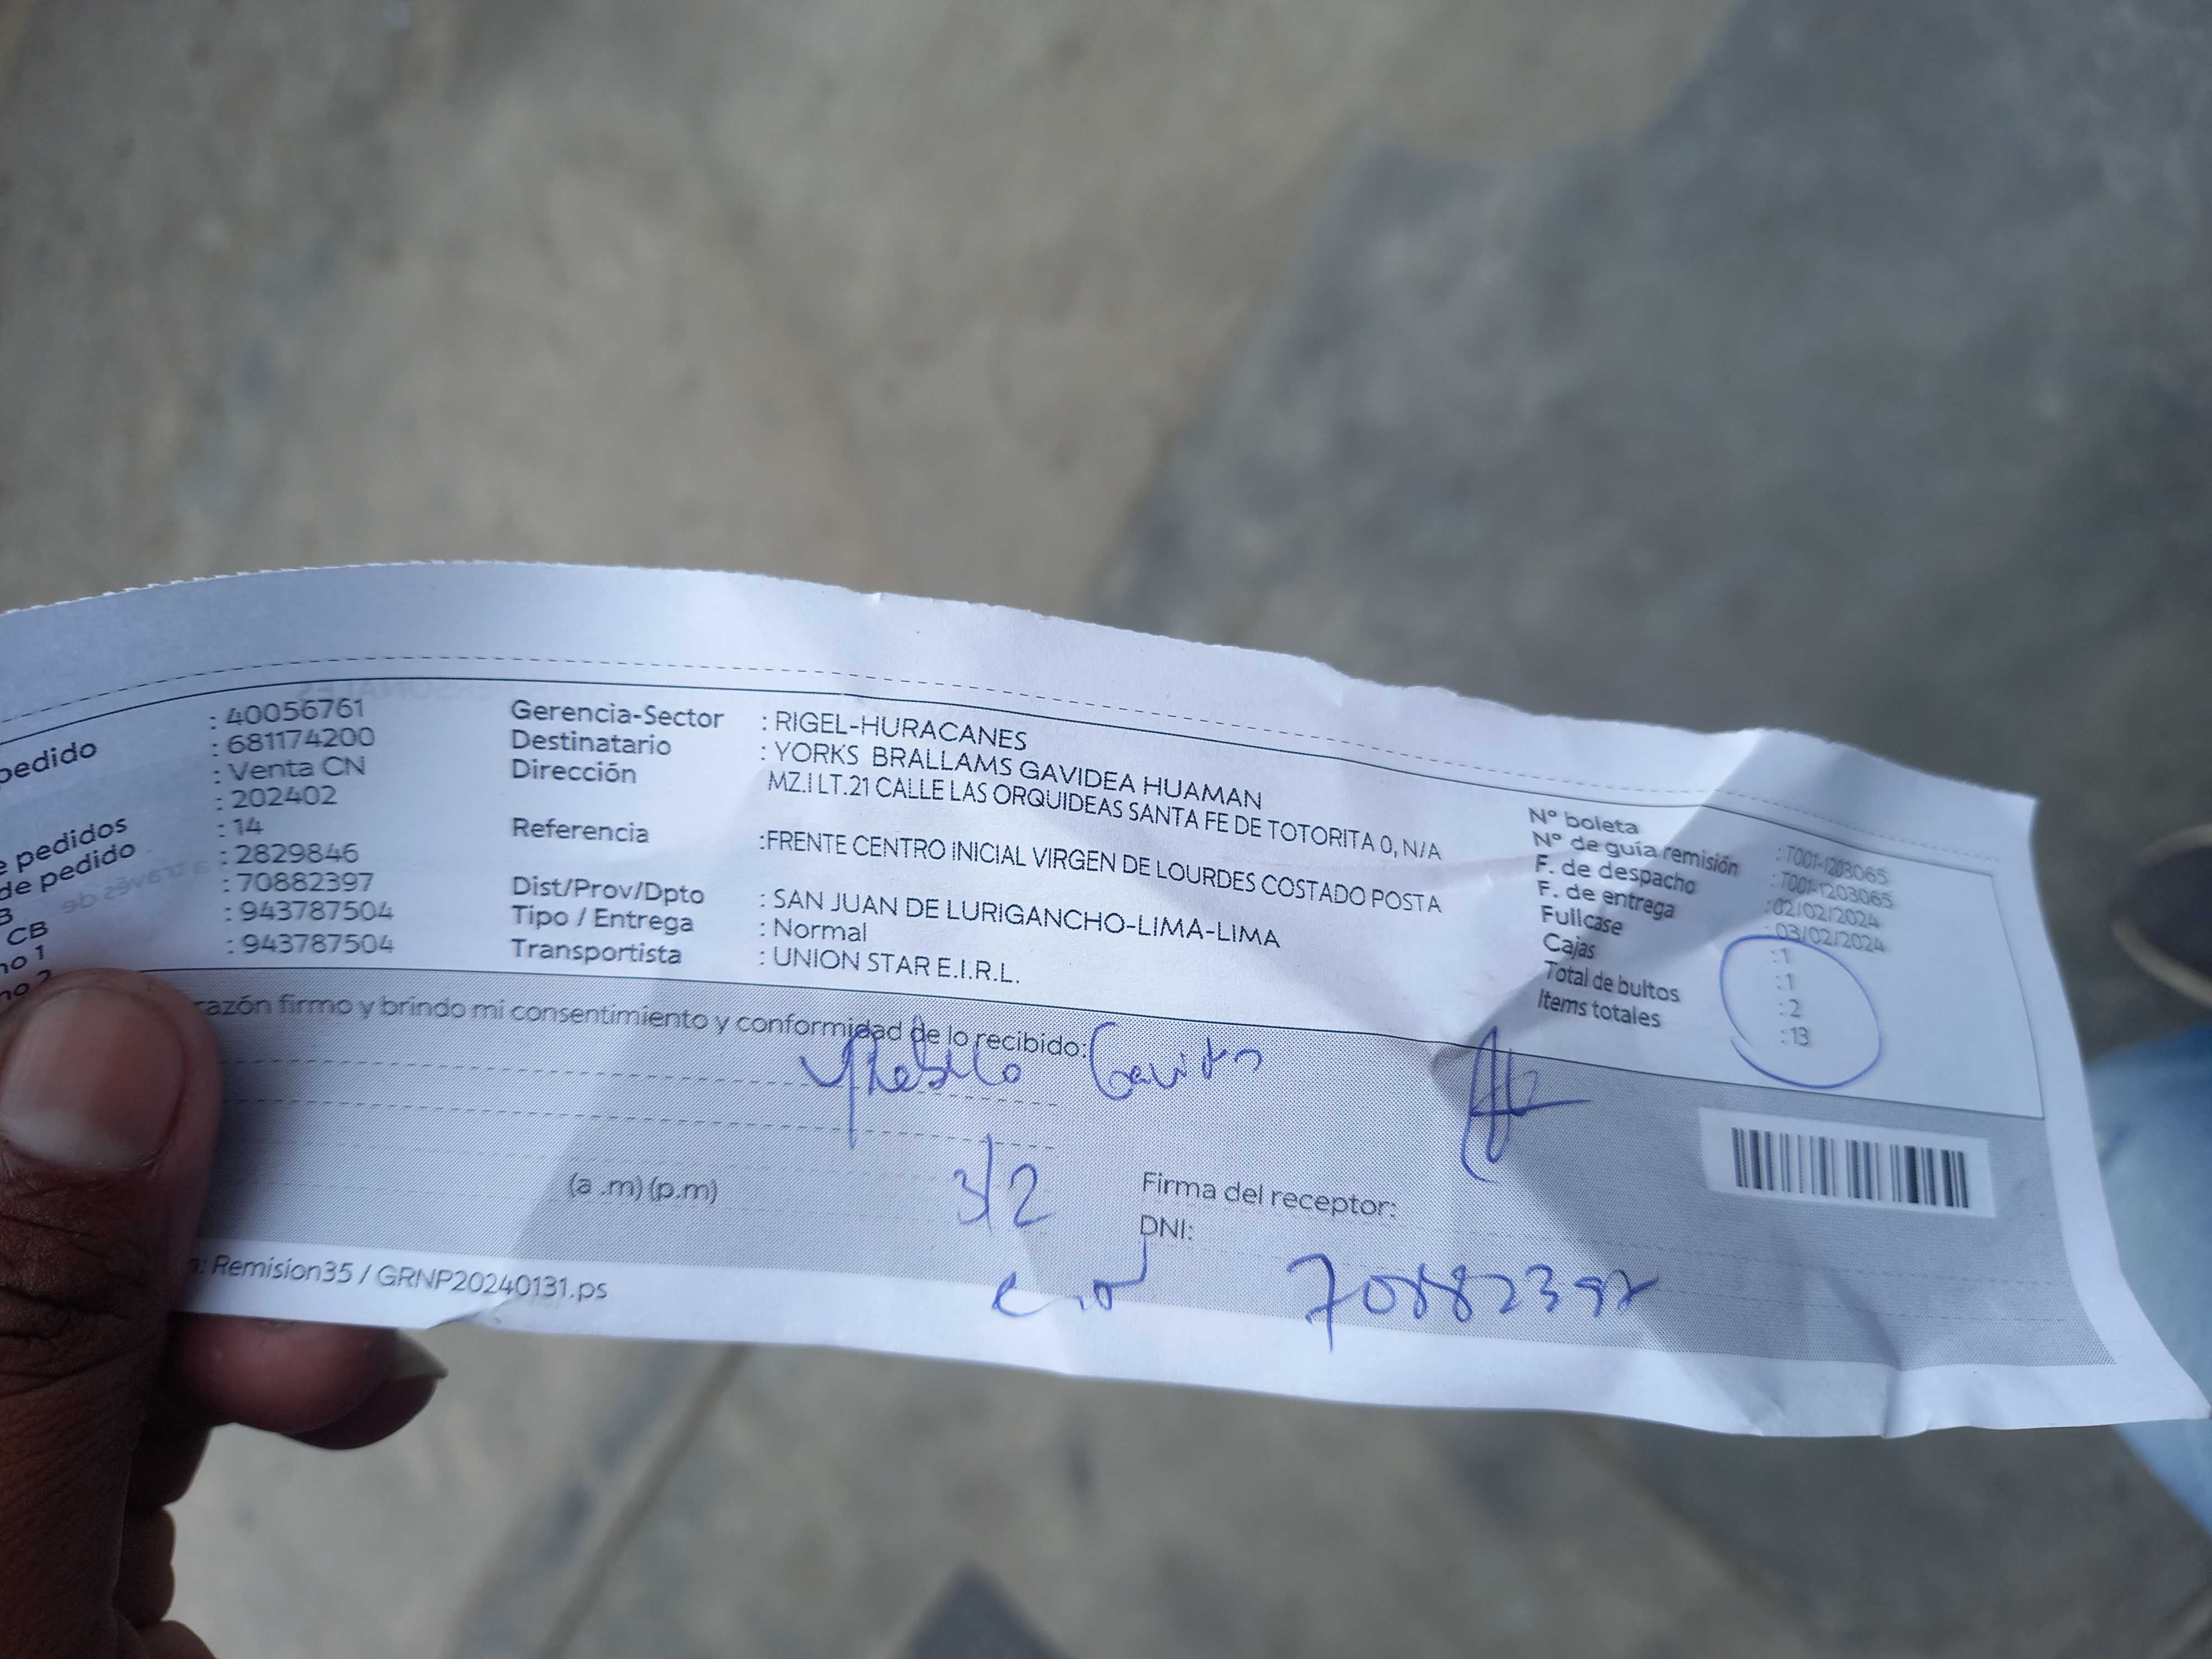 pedido
pedidos
de pedido
CB
: 40056761
: 681174200
: Venta CN
: 202402
: 14
: 2829846
: 70882397
: 943787504
: 943787504
Gerencia-Sector : RIGEL-HURACANES
Destinatario : YORKS BRALLAMS GAVIDEA HUAMAN
Dirección MZ.I LT.21 CALLE LAS ORQUIDEAS SANTA FE DE TOTORITA 0, N/A
Referencia :FRENTE CENTRO INICIAL VIRGEN DE LOURDES COSTADO POSTA
Dist/Prov/Dpto : SAN JUAN DE LURIGANCHO-LIMA-LIMA
Tipo / Entrega : Normal
Transportista : UNION STAR E.I.R.L.
N° boleta : T001-1203065
N° de guía remisión : T001-1203065
F. de despacho : 02/02/2024
F. de entrega : 03/02/2024
Fullcase : 1
Cajas : 1
Total de bultos : 2
Items totales : 13
razón firmo y brindo mi consentimiento y conformidad de lo recibido:
(a .m) (p.m) 3/2
Firma del receptor:
DNI:
70882397
: Remision35 / GRNP20240131.ps